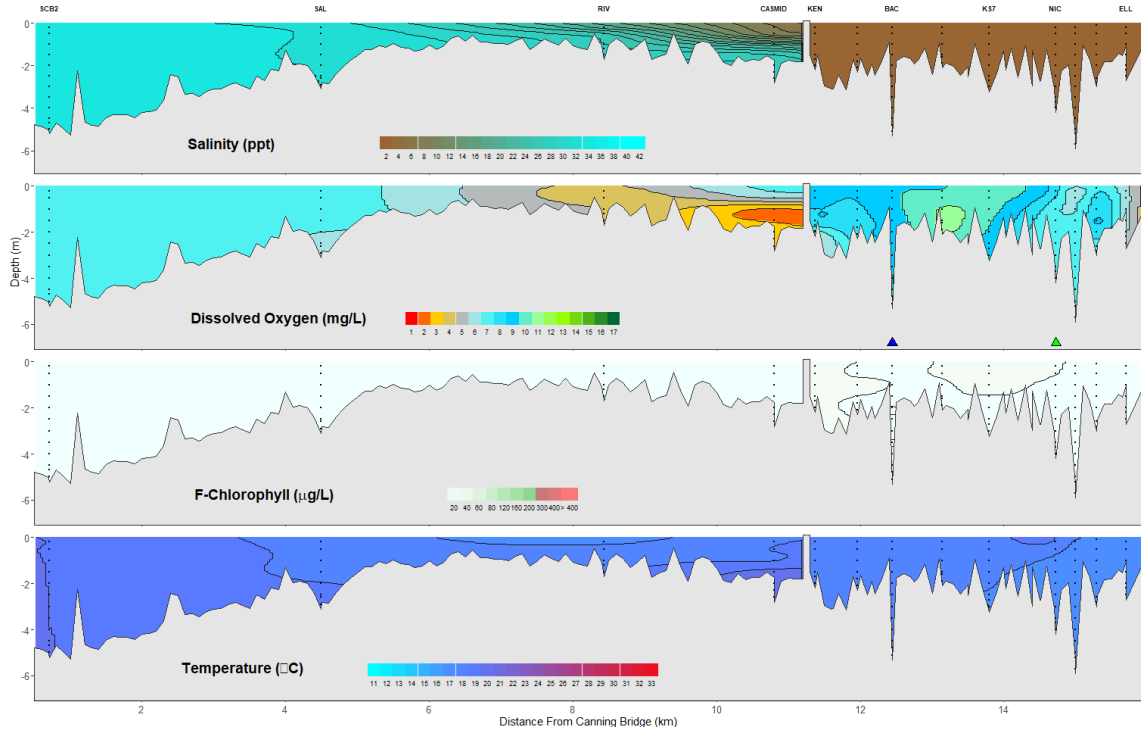 SCB2 SAL RIV CASMID KEN BAC KS7 NIC ELL
0
-2
-4
-6
Salinity (ppt)
2 4 6 8 10 12 14 16 18 20 22 24 26 28 30 32 34 36 38 40 42
0
-2
-4
-6
Depth (m)
Dissolved Oxygen (mg/L)
1 2 3 4 5 6 7 8 9 10 11 12 13 14 15 16 17
0
-2
-4
-6
F-Chlorophyll (μg/L)
20 40 60 80 120 160 200 300 400 > 400
0
-2
-4
-6
Temperature (□C)
11 12 13 14 15 16 17 18 19 20 21 22 23 24 25 26 27 28 29 30 31 32 33
2 4 6 8 10 12 14
Distance From Canning Bridge (km)